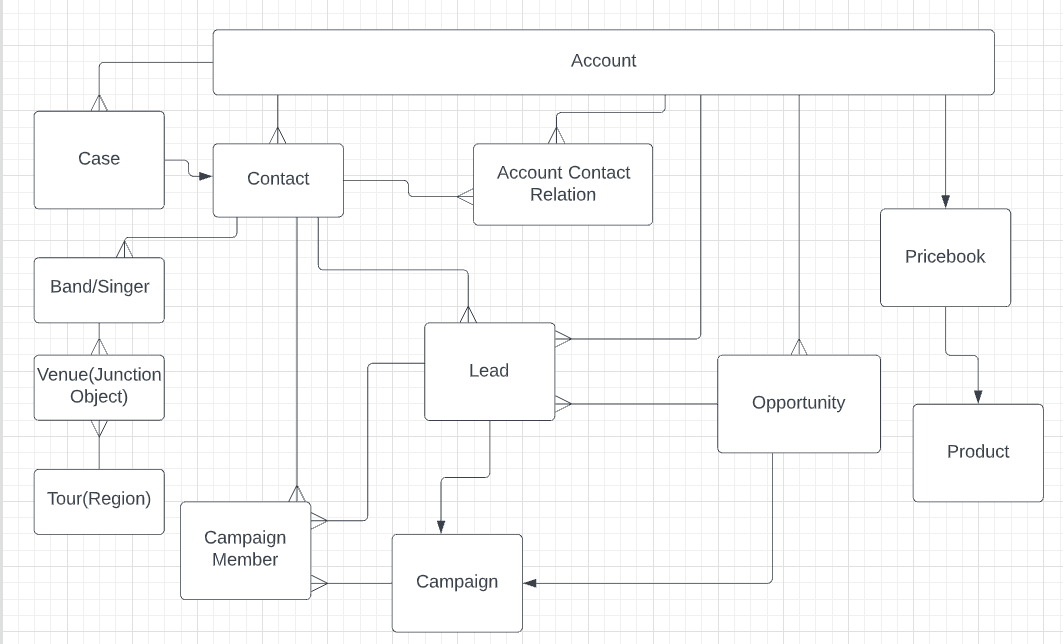 Account
Case
Contact
Account Contact
Relation
Pricebook
Band/Singer
Venue(Junction
Object)
Lead
Opportunity
Product
Tour(Region)
Campaign
Member
Campaign